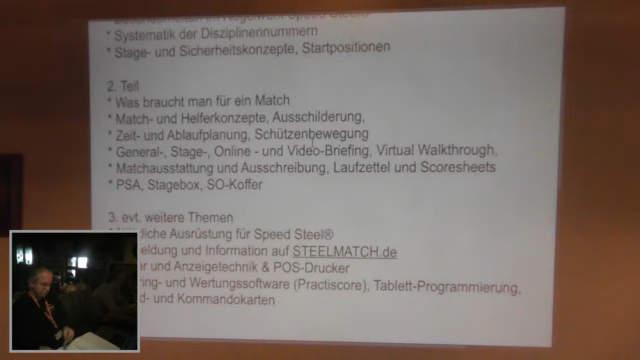 Speed Steel®
* Systematik der Disziplinennummern
* Stage- und Sicherheitskonzepte, Startpositionen
2. Teil
* Was braucht man für ein Match
* Match- und Helferkonzepte, Ausschilderung,
* Zeit- und Ablaufplanung, Schützenbewegung
* General-, Stage-, Online - und Video-Briefing, Virtual Walkthrough,
* Matchausstattung und Ausschreibung, Laufzettel und Scoresheets
* PSA, Stagebox, SO-Koffer
3. evt. weitere Themen
Ausrüstung für Speed Steel®
und Information auf STEELMATCH.de
und Anzeigetechnik & POS-Drucker
und Wertungssoftware (Practiscore), Tablett-Programmierung,
und Kommandokarten